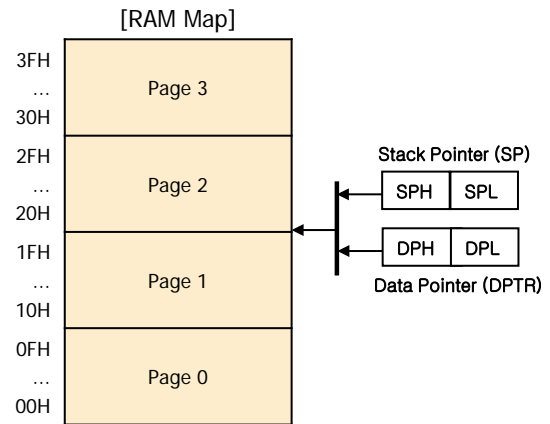 [RAM Map]
3FH
...
30H
Page 3
2FH
...
20H
Page 2
1FH
...
10H
Page 1
0FH
...
00H
Page 0
Stack Pointer (SP)
SPH SPL
DPH DPL
Data Pointer (DPTR)